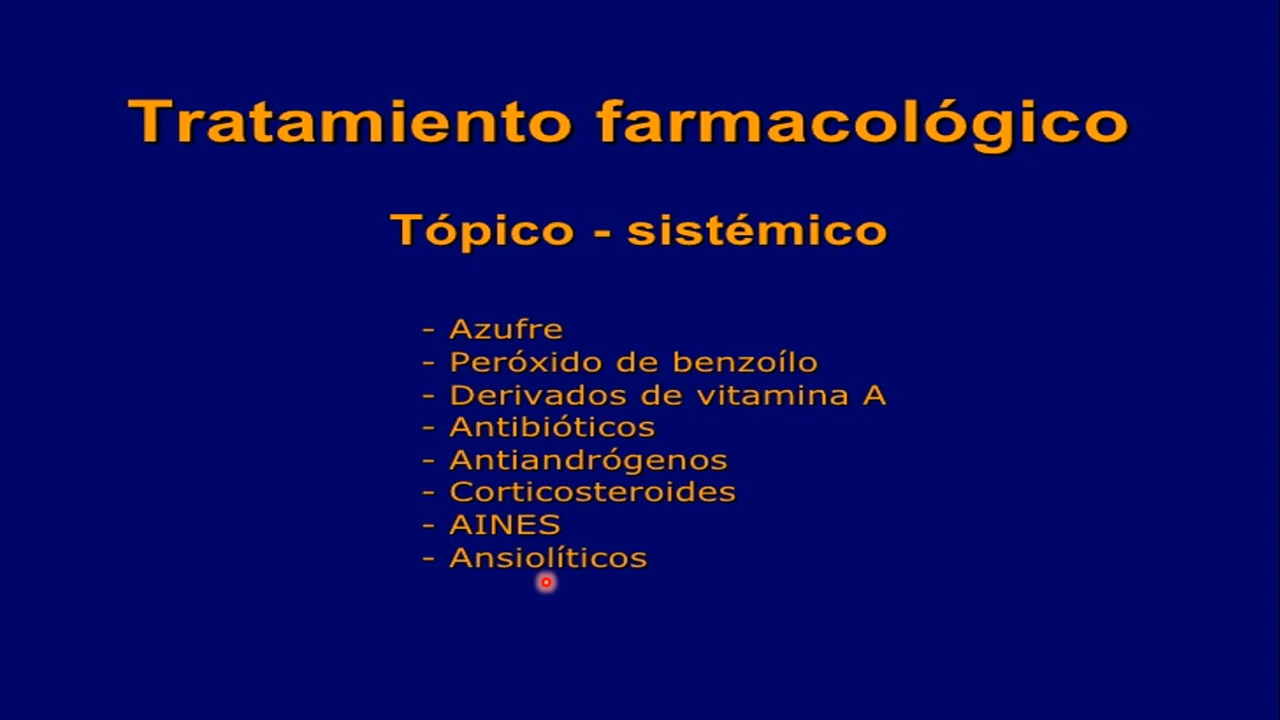 Tratamiento farmacológico
Tópico - sistémico
- Azufre
- Peróxido de benzoílo
- Derivados de vitamina A
- Antibióticos
- Antiandrógenos
- Corticosteroides
- AINES
- Ansiolíticos